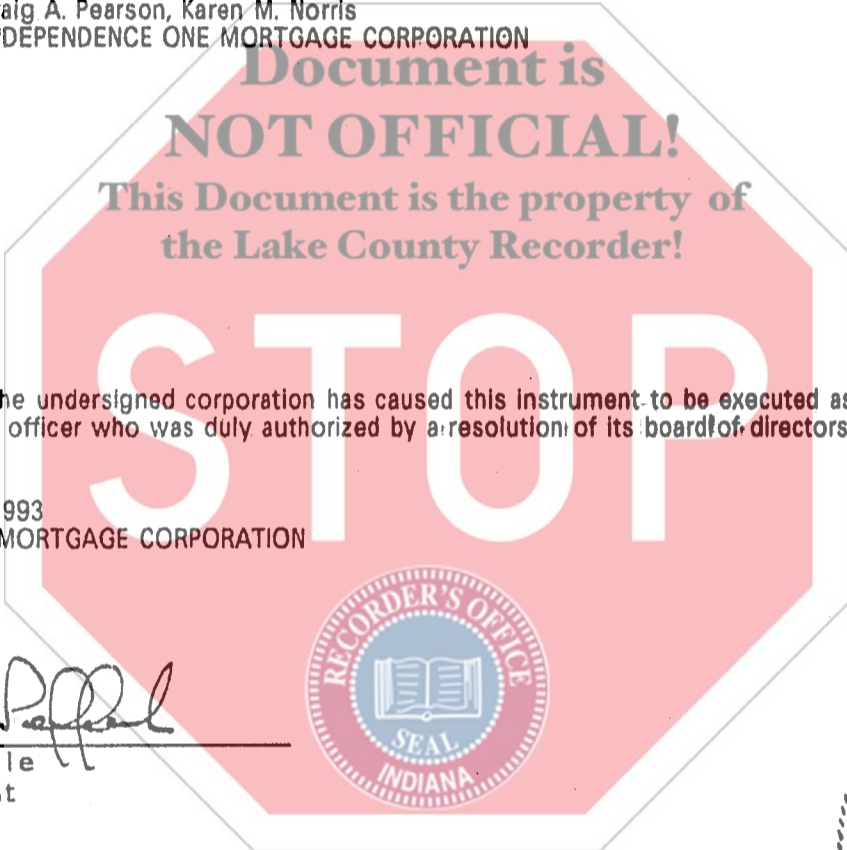 aig A. Pearson, Karen M. Norris
DEPENDENCE ONE MORTGAGE CORPORATION
Document is
NOT OFFICIAL!
This Document is the property of
the Lake County Recorder!
STOP
he undersigned corporation has caused this instrument to be executed as
officer who was duly authorized by a resolution of its board of directors
993
MORTGAGE CORPORATION
RECORDER'S OFFICE
SEAL
INDIANA
le
t